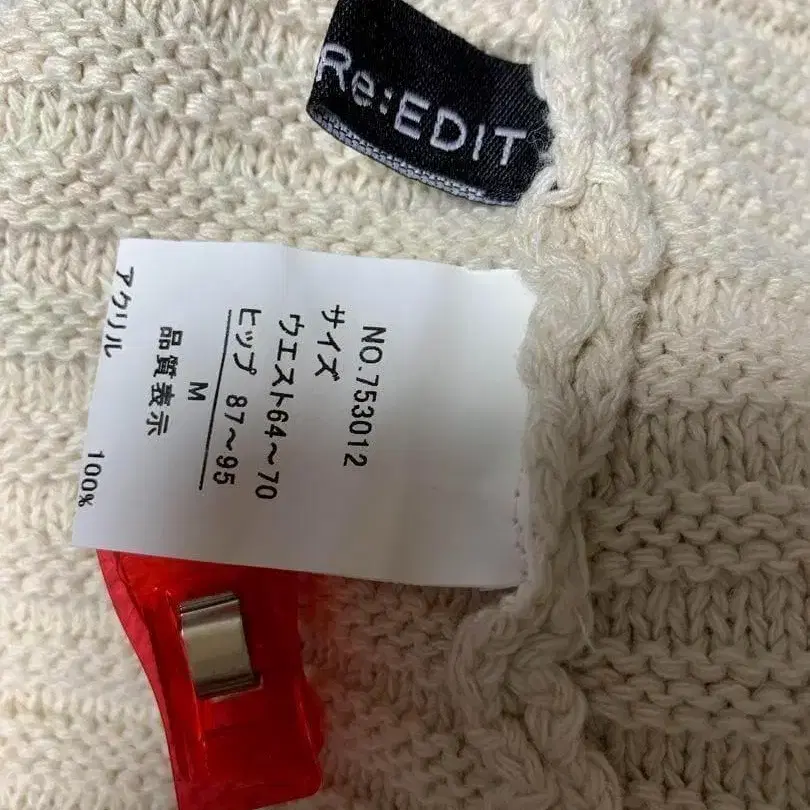 Re:EDIT
NO.753012
サイズ
ウエスト64～70
ヒップ 87～95
M
品質表示
アクリル 100%